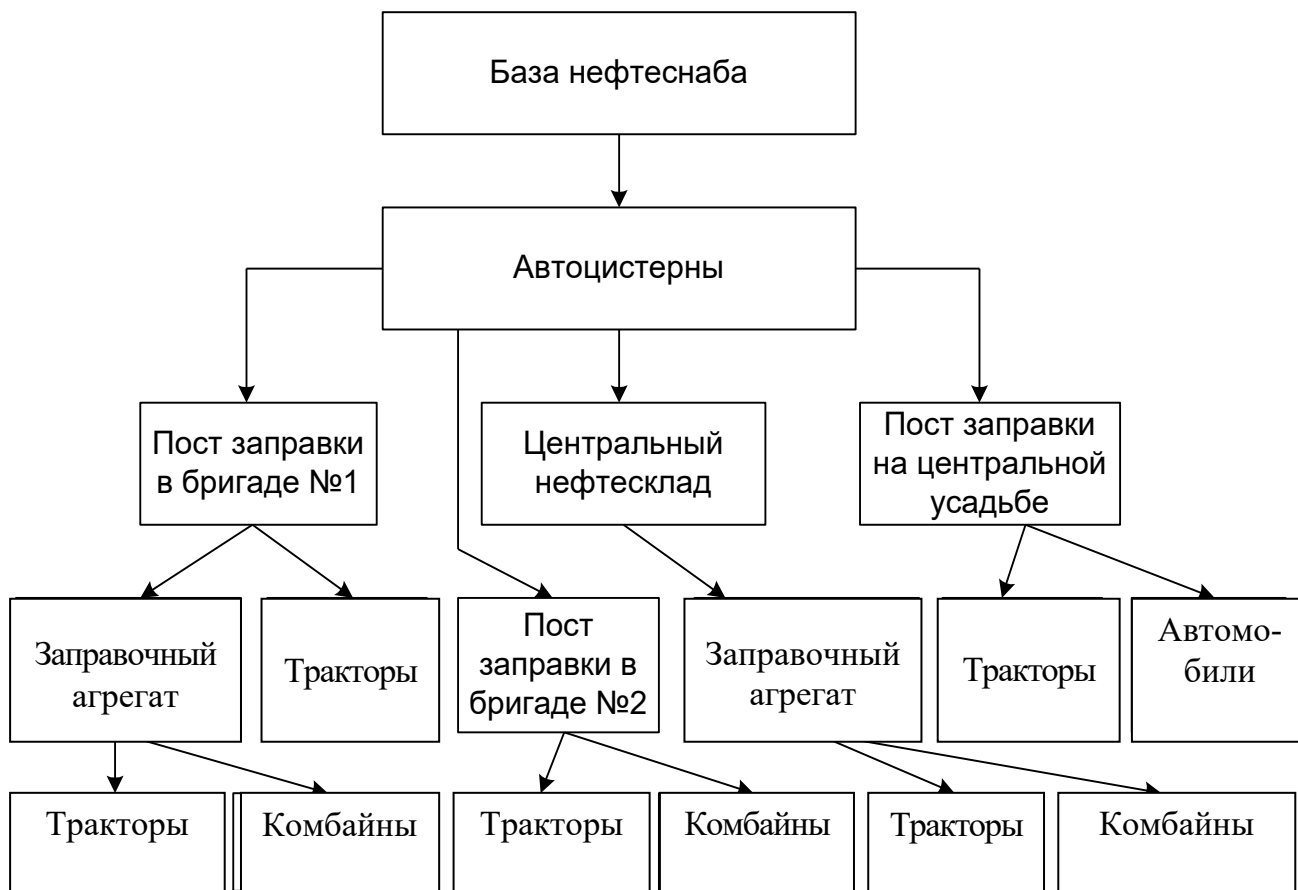 База нефтеснаба
Автоцистерны
Пост заправки
в бригаде №1
Центральный
нефтесклад
Пост заправки
на центральной
усадьбе
Заправочный
агрегат
Тракторы
Пост
заправки в
бригаде №2
Заправочный
агрегат
Тракторы
Автомо-
били
Тракторы
Комбайны
Тракторы
Комбайны
Тракторы
Комбайны